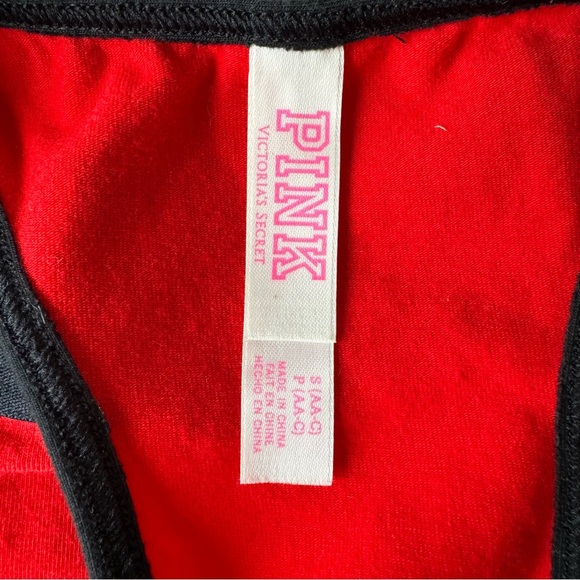 PINK
VICTORIA'S SECRET
S (AA-C)
P (AA-C)
MADE IN CHINA
FAIT EN CHINE
HECHO EN CHINA